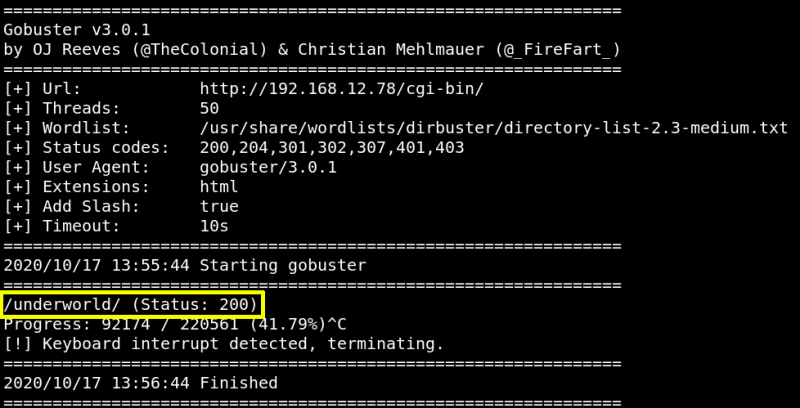 ===============================================================
Gobuster v3.0.1
by OJ Reeves (@TheColonial) & Christian Mehlmauer (@_FireFart_)
===============================================================
[+] Url:            http://192.168.12.78/cgi-bin/
[+] Threads:        50
[+] Wordlist:       /usr/share/wordlists/dirbuster/directory-list-2.3-medium.txt
[+] Status codes:   200,204,301,302,307,401,403
[+] User Agent:     gobuster/3.0.1
[+] Extensions:     html
[+] Add Slash:      true
[+] Timeout:        10s
===============================================================
2020/10/17 13:55:44 Starting gobuster
===============================================================
/underworld/ (Status: 200)
Progress: 92174 / 220561 (41.79%)^C
[!] Keyboard interrupt detected, terminating.
===============================================================
2020/10/17 13:56:44 Finished
===============================================================